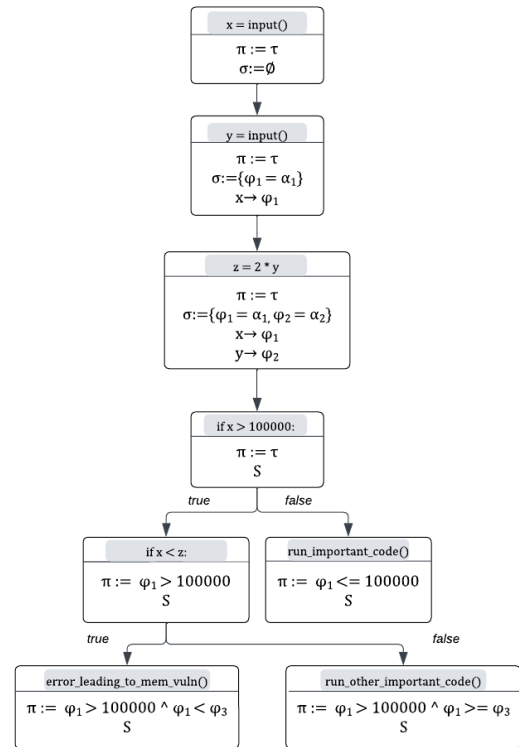 x = input()
π := τ
σ:=∅
y = input()
π := τ
σ:={φ₁ = α₁}
x→ φ₁
z = 2 * y
π := τ
σ:={φ₁ = α₁, φ₂ = α₂}
x→ φ₁
y→ φ₂
if x > 100000:
π := τ
S
true
false
if x < z:
π := φ₁ > 100000
S
run_important_code()
π := φ₁ <= 100000
S
true
false
error_leading_to_mem_vuln()
π := φ₁ > 100000 ^ φ₁ < φ₃
S
run_other_important_code()
π := φ₁ > 100000 ^ φ₁ >= φ₃
S